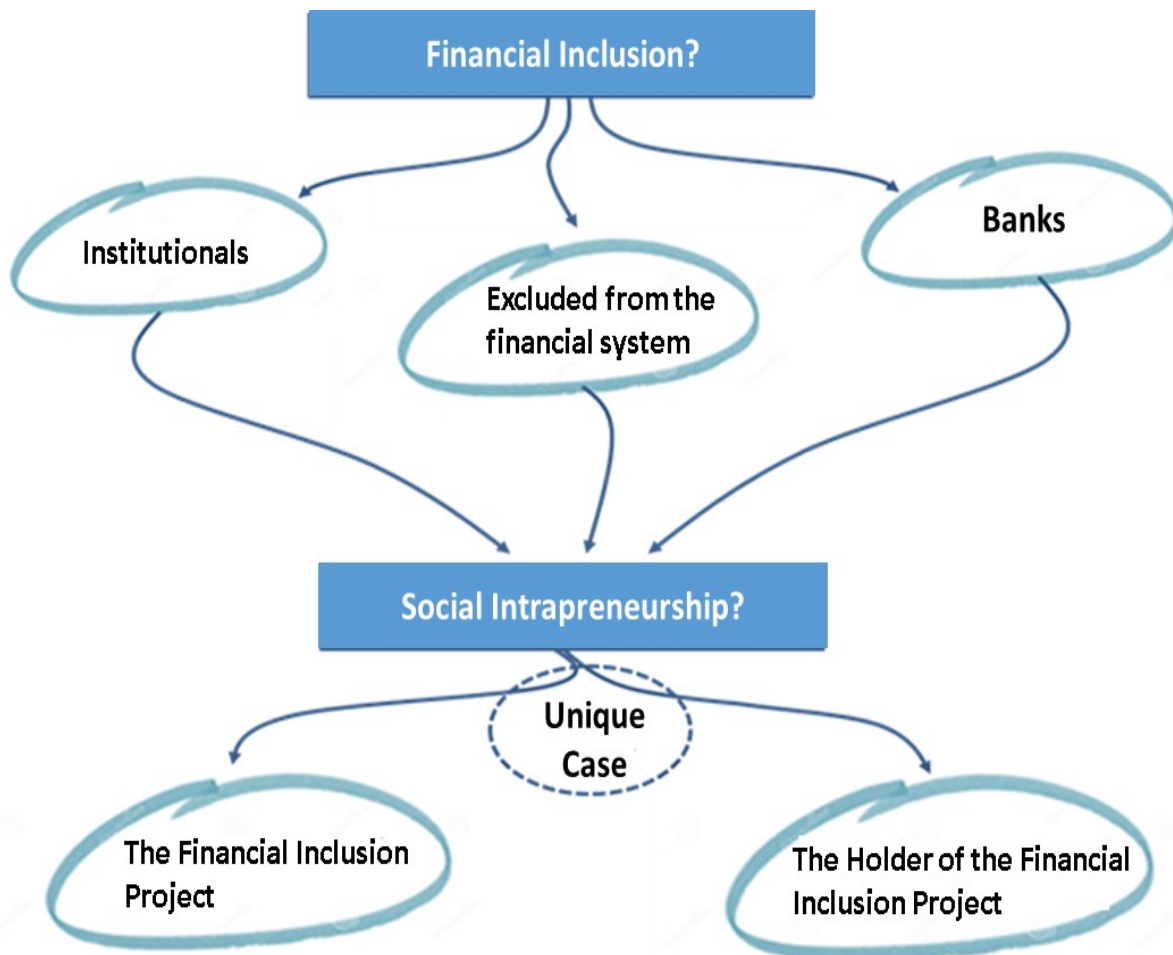 Financial Inclusion?
Institutionals
Excluded from the
financial system
Banks
Social Intrapreneurship?
Unique
Case
The Financial Inclusion
Project
The Holder of the Financial
Inclusion Project